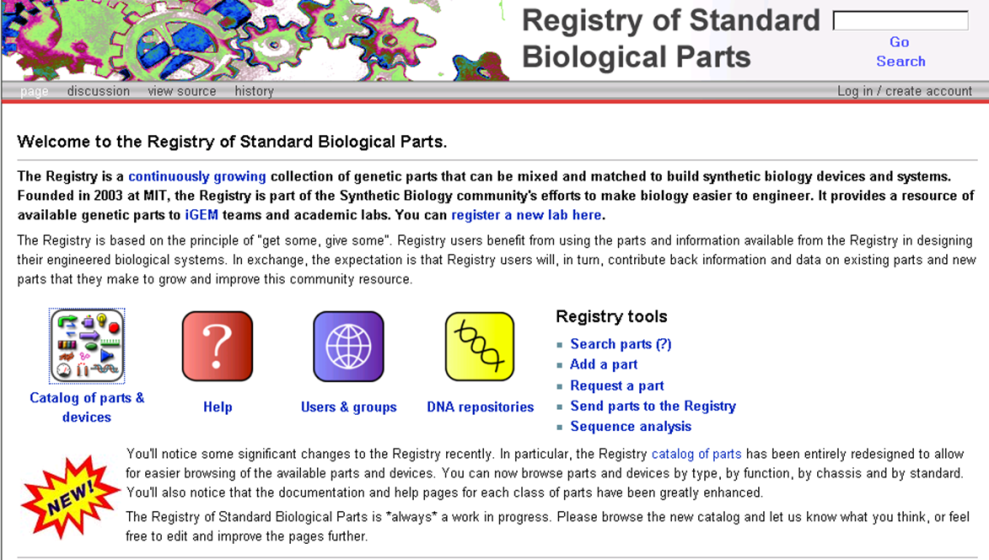 Registry of Standard
Biological Parts
Go
Search
page discussion view source history Log in / create account
Welcome to the Registry of Standard Biological Parts.
The Registry is a continuously growing collection of genetic parts that can be mixed and matched to build synthetic biology devices and systems.
Founded in 2003 at MIT, the Registry is part of the Synthetic Biology community's efforts to make biology easier to engineer. It provides a resource of
available genetic parts to iGEM teams and academic labs. You can register a new lab here.
The Registry is based on the principle of "get some, give some". Registry users benefit from using the parts and information available from the Registry in designing
their engineered biological systems. In exchange, the expectation is that Registry users will, in turn, contribute back information and data on existing parts and new
parts that they make to grow and improve this community resource.
?
Catalog of parts &
devices
Help
Users & groups
DNA repositories
Registry tools
Search parts (?)
Add a part
Request a part
Send parts to the Registry
Sequence analysis
NEW!
You'll notice some significant changes to the Registry recently. In particular, the Registry catalog of parts has been entirely redesigned to allow
for easier browsing of the available parts and devices. You can now browse parts and devices by type, by function, by chassis and by standard.
You'll also notice that the documentation and help pages for each class of parts have been greatly enhanced.
The Registry of Standard Biological Parts is *always* a work in progress. Please browse the new catalog and let us know what you think, or feel
free to edit and improve the pages further.